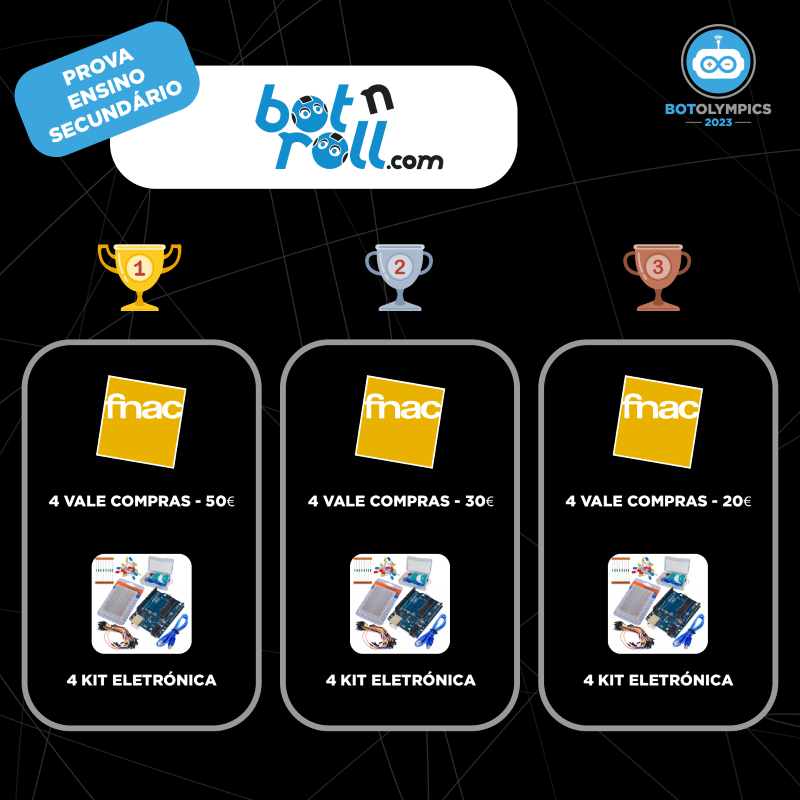 PROVA
ENSINO
SECUNDÁRIO
bot n
roll.com
BOTOLYMPICS
2023
1
2
3
fnac
fnac
fnac
4 VALE COMPRAS - 50€
4 VALE COMPRAS - 30€
4 VALE COMPRAS - 20€
4 KIT ELETRÓNICA
4 KIT ELETRÓNICA
4 KIT ELETRÓNICA